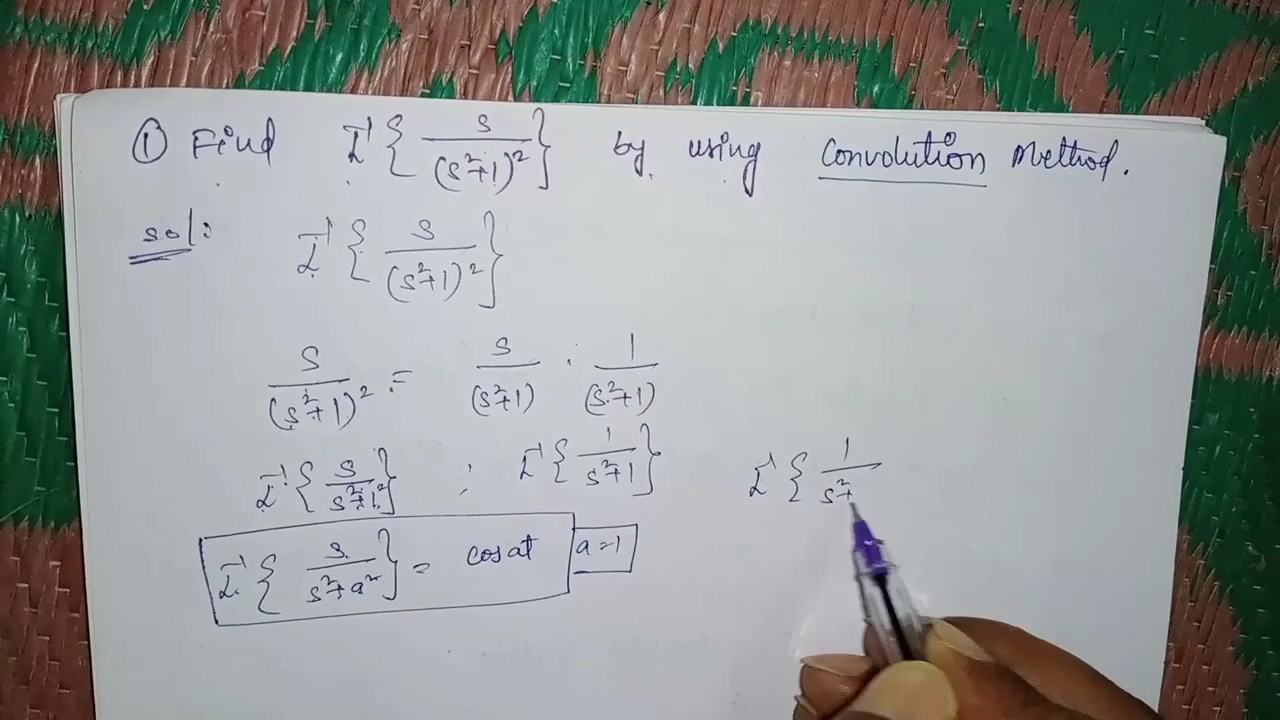 ① Find L⁻¹ { s / (s²+1)² } by using Convolution Method.
sol: L⁻¹ { s / (s²+1)² }
s / (s²+1)² = s / (s²+1) · 1 / (s²+1)
L⁻¹ { s / s²+1² } ; L⁻¹ { 1 / s²+1 } L⁻¹ { 1 / s²+
L⁻¹ { s / s²+a² } = cos at a=1